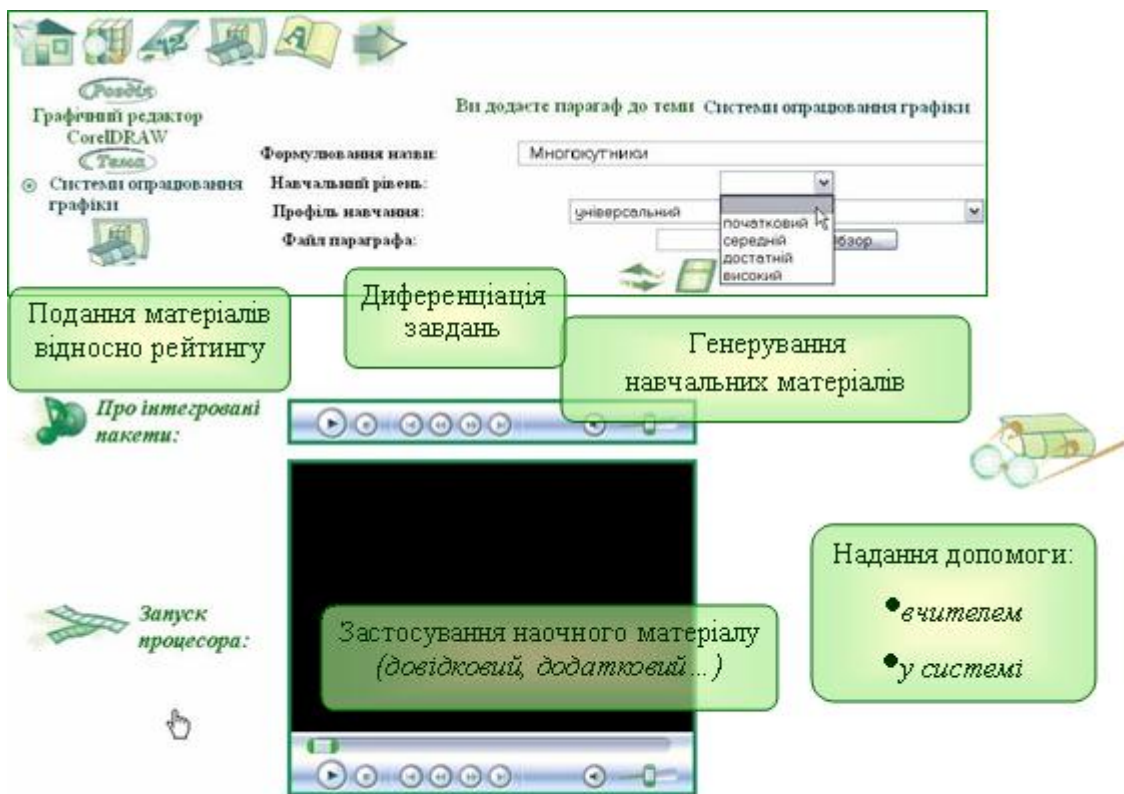 Розділ
Графічний редактор
CorelDRAW
Тема
Системи опрацювання
графіки
Ви додаєте параграф до теми Системи опрацювання графіки
Формулювання назви: Многокутники
Навчальний рівень:
Профіль навчання: універсальний
початковий
середній
достатній
високий
Файл параграфа:
Подання матеріалів
відносно рейтингу
Диференціація
завдань
Генерування
навчальних матеріалів
Про інтегровані
пакети:
Запуск
процесора:
Застосування наочного матеріалу
(довідковий, додатковий...)
Надання допомоги:
•вчителем
•у системі